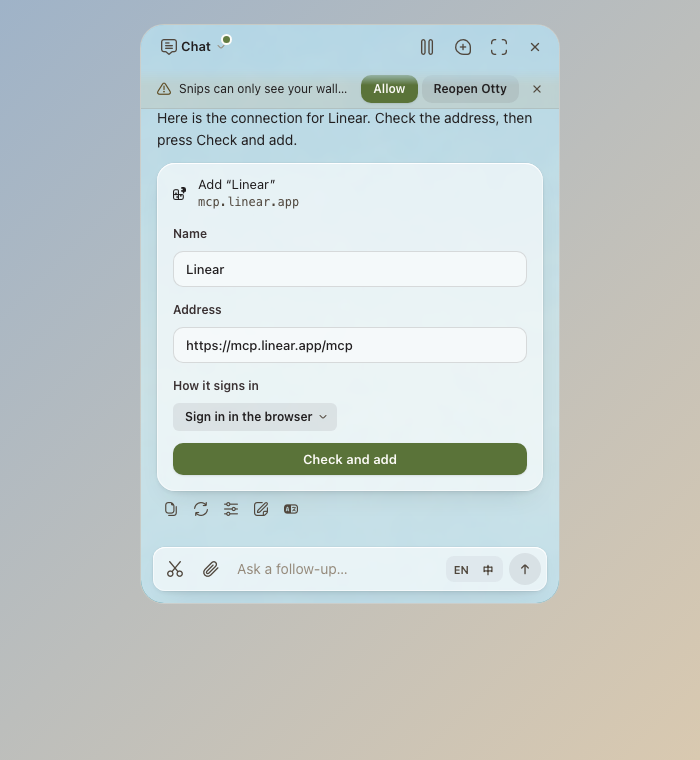 Chat
Snips can only see your wall...
Allow
Reopen Otty
Here is the connection for Linear. Check the address, then
press Check and add.
Add “Linear”
mcp.linear.app
Name
Linear
Address
https://mcp.linear.app/mcp
How it signs in
Sign in in the browser
Check and add
Ask a follow-up...
EN 中